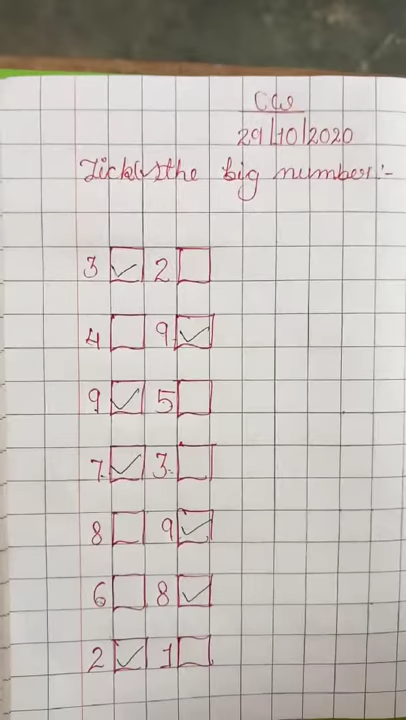 CW
29/10/2020
Tick(✓)the big number:-
3 ✓ 2
4 9 ✓
9 ✓ 5
7 ✓ 3
8 9 ✓
6 8 ✓
2 ✓ 1